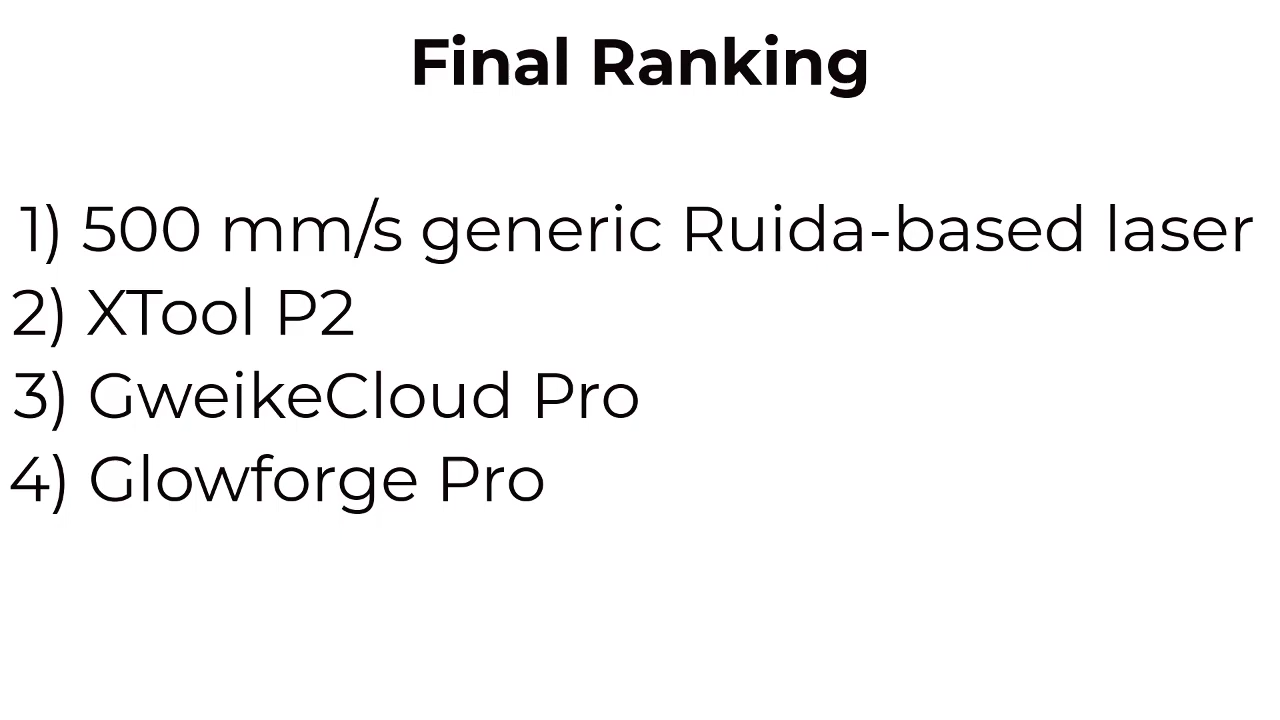 Final Ranking
1) 500 mm/s generic Ruida-based laser
2) XTool P2
3) GweikeCloud Pro
4) Glowforge Pro